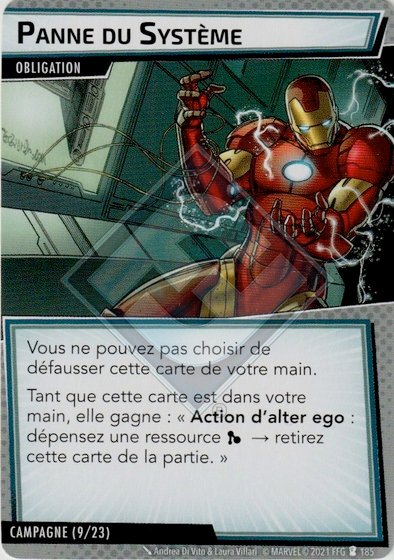 Panne du Système
OBLIGATION
Vous ne pouvez pas choisir de
défausser cette carte de votre main.
Tant que cette carte est dans votre
main, elle gagne : « Action d'alter ego :
dépensez une ressource → retirez
cette carte de la partie. »
CAMPAGNE (9/23)
Andrea Di Vito & Laura Villari © MARVEL © 2021 FFG 185